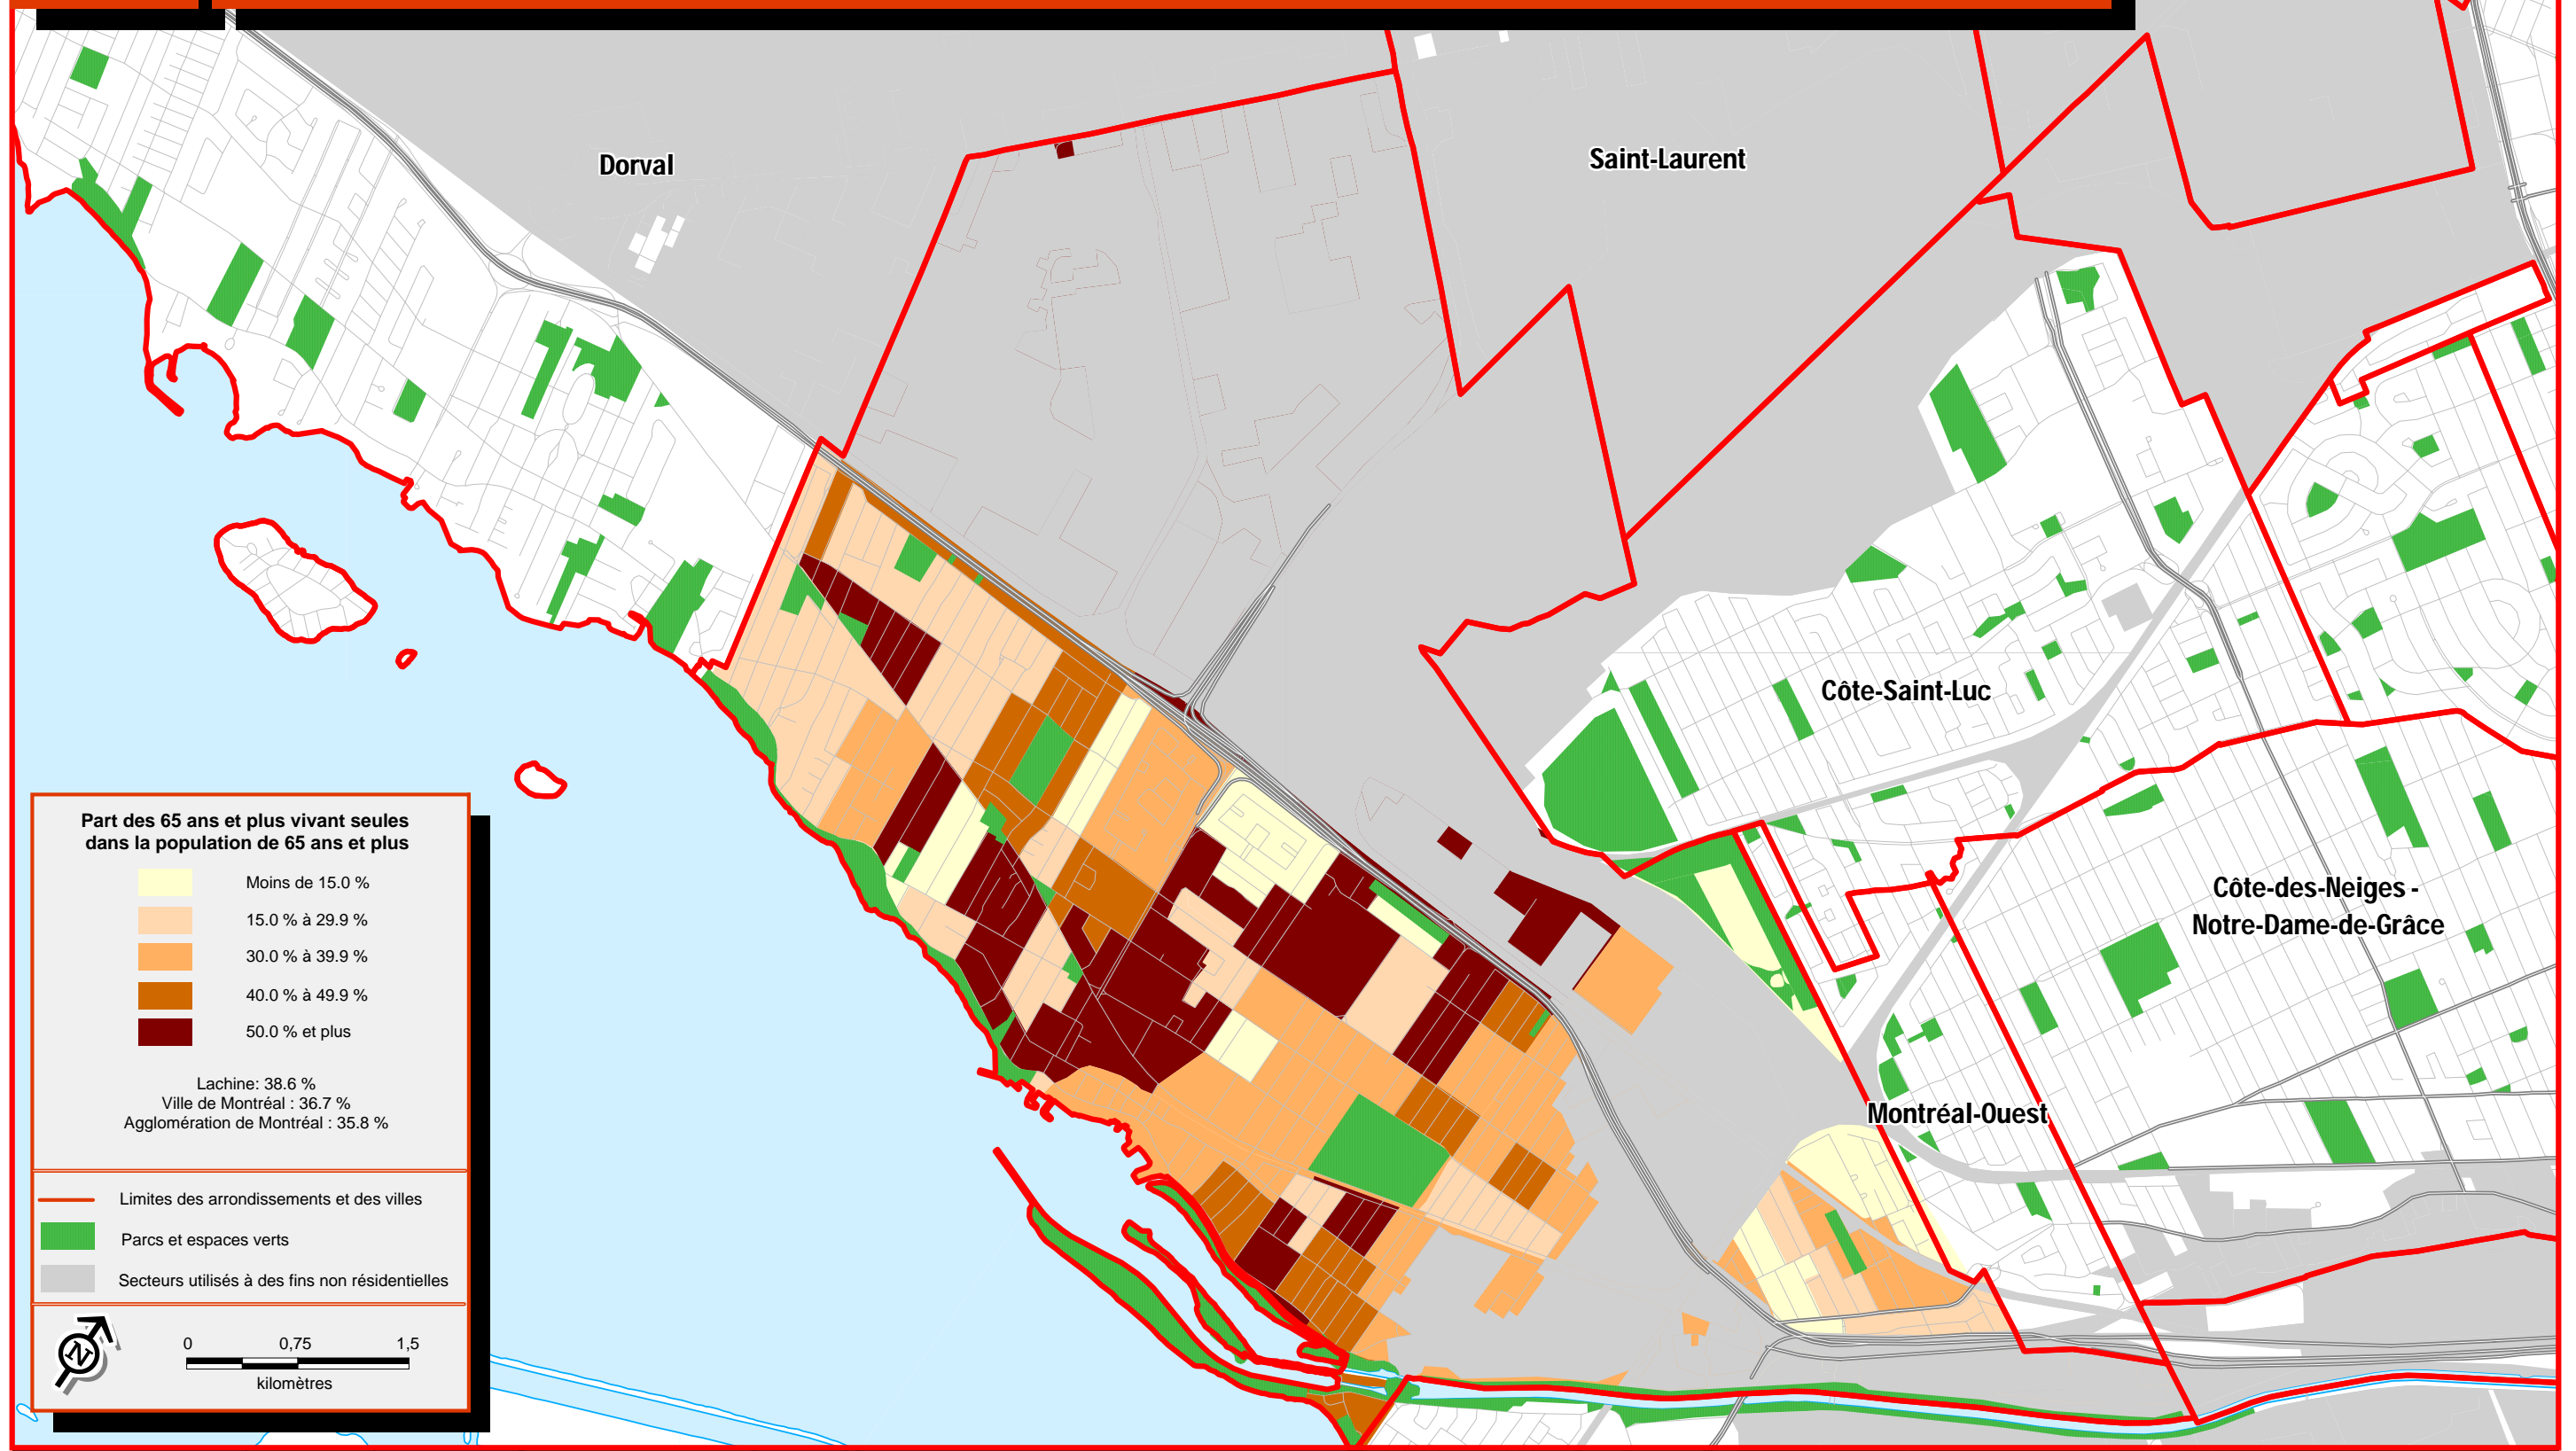 Dorval
Saint-Laurent
Côte-Saint-Luc
Côte-des-Neiges -
Notre-Dame-de-Grâce
Montréal-Ouest
Part des 65 ans et plus vivant seules
dans la population de 65 ans et plus
Moins de 15.0 %
15.0 % à 29.9 %
30.0 % à 39.9 %
40.0 % à 49.9 %
50.0 % et plus
Lachine: 38.6 %
Ville de Montréal : 36.7 %
Agglomération de Montréal : 35.8 %
Limites des arrondissements et des villes
Parcs et espaces verts
Secteurs utilisés à des fins non résidentielles
N
0 0,75 1,5
kilomètres